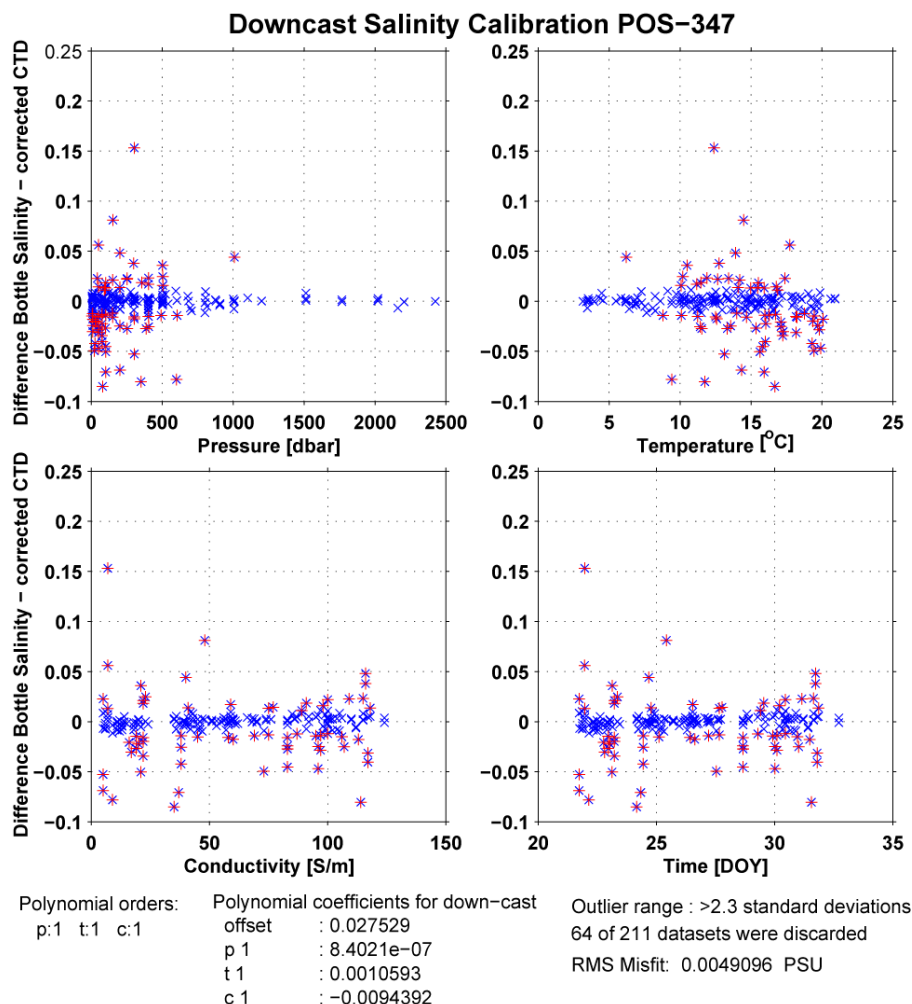 Downcast Salinity Calibration POS−347
Difference Bottle Salinity − corrected CTD
0.25
0.2
0.15
0.1
0.05
0
−0.05
−0.1
0 500 1000 1500 2000 2500
Pressure [dbar]
0.25
0.2
0.15
0.1
0.05
0
−0.05
−0.1
0 5 10 15 20 25
Temperature [°C]
Difference Bottle Salinity − corrected CTD
0.25
0.2
0.15
0.1
0.05
0
−0.05
−0.1
0 50 100 150
Conductivity [S/m]
0.25
0.2
0.15
0.1
0.05
0
−0.05
−0.1
20 25 30 35
Time [DOY]
Polynomial orders:
p:1 t:1 c:1
Polynomial coefficients for down−cast
offset : 0.027529
p 1 : 8.4021e−07
t 1 : 0.0010593
c 1 : −0.0094392
Outlier range : >2.3 standard deviations
64 of 211 datasets were discarded
RMS Misfit: 0.0049096 PSU